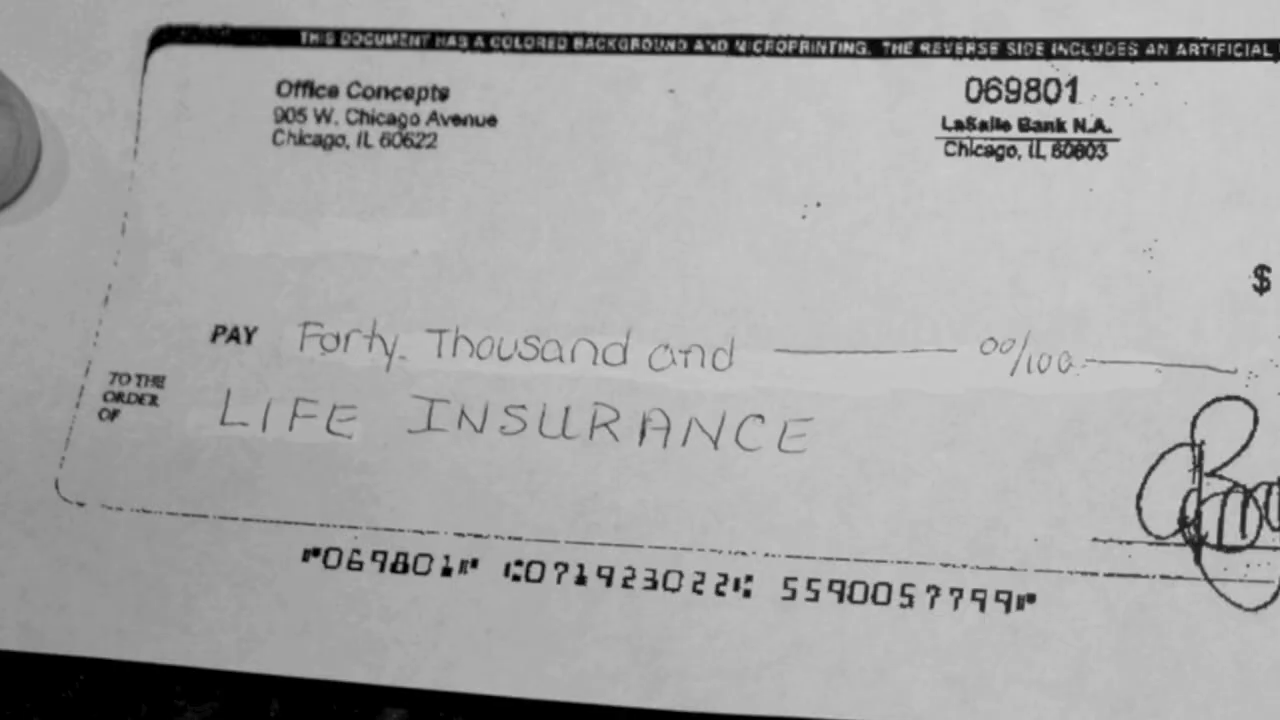 THIS DOCUMENT HAS A COLORED BACKGROUND AND MICROPRINTING. THE REVERSE SIDE INCLUDES AN ARTIFICIAL
Office Concepts
905 W. Chicago Avenue
Chicago, IL 60622
069801
LaSalle Bank N.A.
Chicago, IL 60603
$
PAY Forty Thousand and 00/100
TO THE
ORDER
OF
LIFE INSURANCE
⑈069801⑈ ⑆071923022⑆ 5590057799⑈